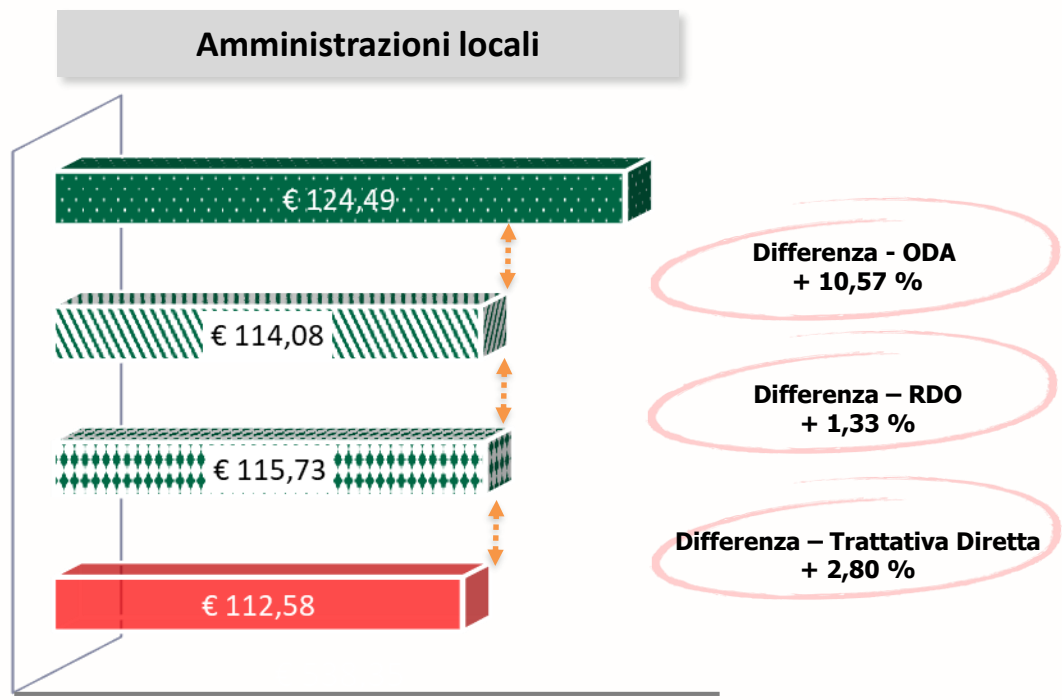 Amministrazioni locali
€ 124,49
Differenza - ODA
+ 10,57 %
€ 114,08
Differenza – RDO
+ 1,33 %
€ 115,73
Differenza – Trattativa Diretta
+ 2,80 %
€ 112,58